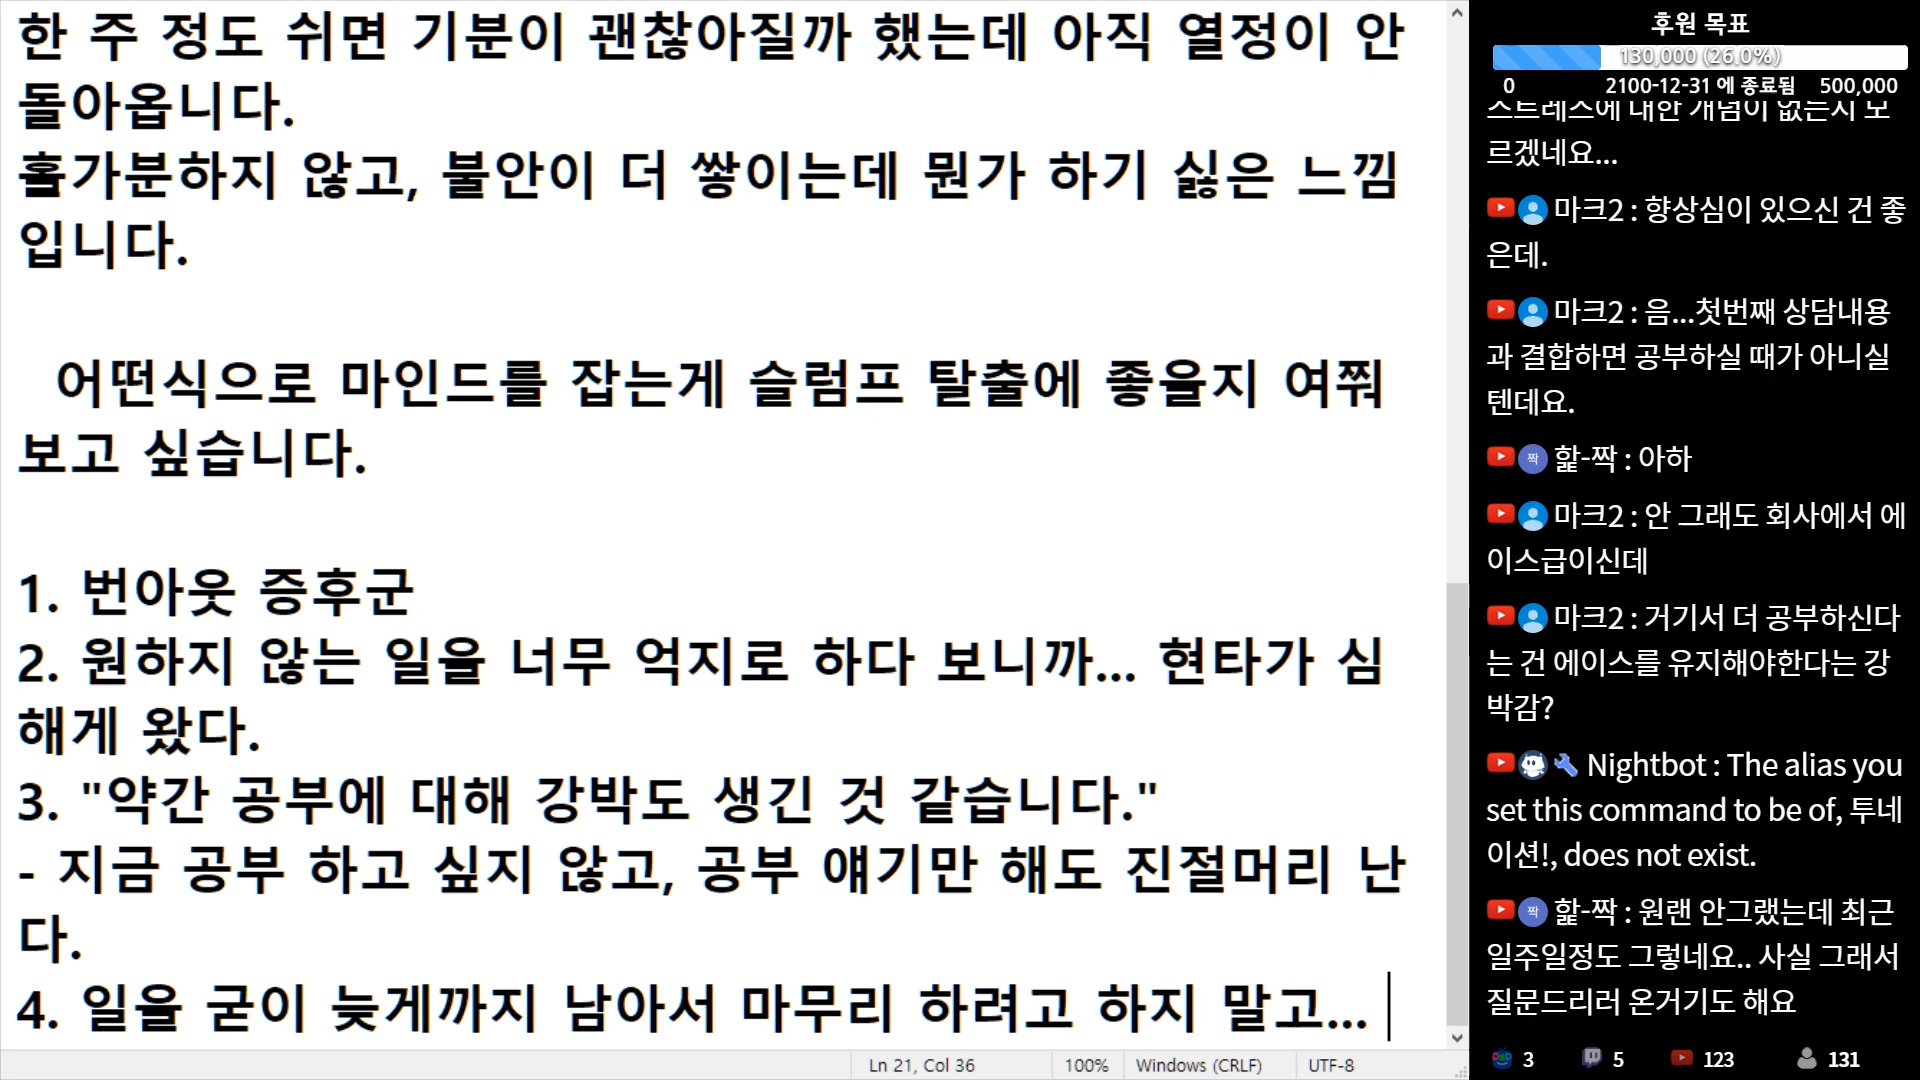 한 주 정도 쉬면 기분이 괜찮아질까 했는데 아직 열정이 안
돌아옵니다.
홀가분하지 않고, 불안이 더 쌓이는데 뭔가 하기 싫은 느낌
입니다.
어떤식으로 마인드를 잡는게 슬럼프 탈출에 좋을지 여쭤
보고 싶습니다.
1. 번아웃 증후군
2. 원하지 않는 일을 너무 억지로 하다 보니까... 현타가 심
해게 왔다.
3. "약간 공부에 대해 강박도 생긴 것 같습니다."
- 지금 공부 하고 싶지 않고, 공부 얘기만 해도 진절머리 난
다.
4. 일을 굳이 늦게까지 남아서 마무리 하려고 하지 말고...
Ln 21, Col 36
100%
Windows (CRLF)
UTF-8
후원 목표
130,000 (26.0%)
0 2100-12-31 에 종료됨 500,000
스트레스에 대한 개념이 없는지 모
르겠네요...
마크2 : 향상심이 있으신 건 좋
은데.
마크2 : 음...첫번째 상담내용
과 결합하면 공부하실 때가 아니실
텐데요.
짝 핥-짝 : 아하
마크2 : 안 그래도 회사에서 에
이스급이신데
마크2 : 거기서 더 공부하신다
는 건 에이스를 유지해야한다는 강
박감?
Nightbot : The alias you
set this command to be of, 투네
이션!, does not exist.
짝 핥-짝 : 원랜 안그랬는데 최근
일주일정도 그렇네요.. 사실 그래서
질문드리러 온거기도 해요
3 5 123 131